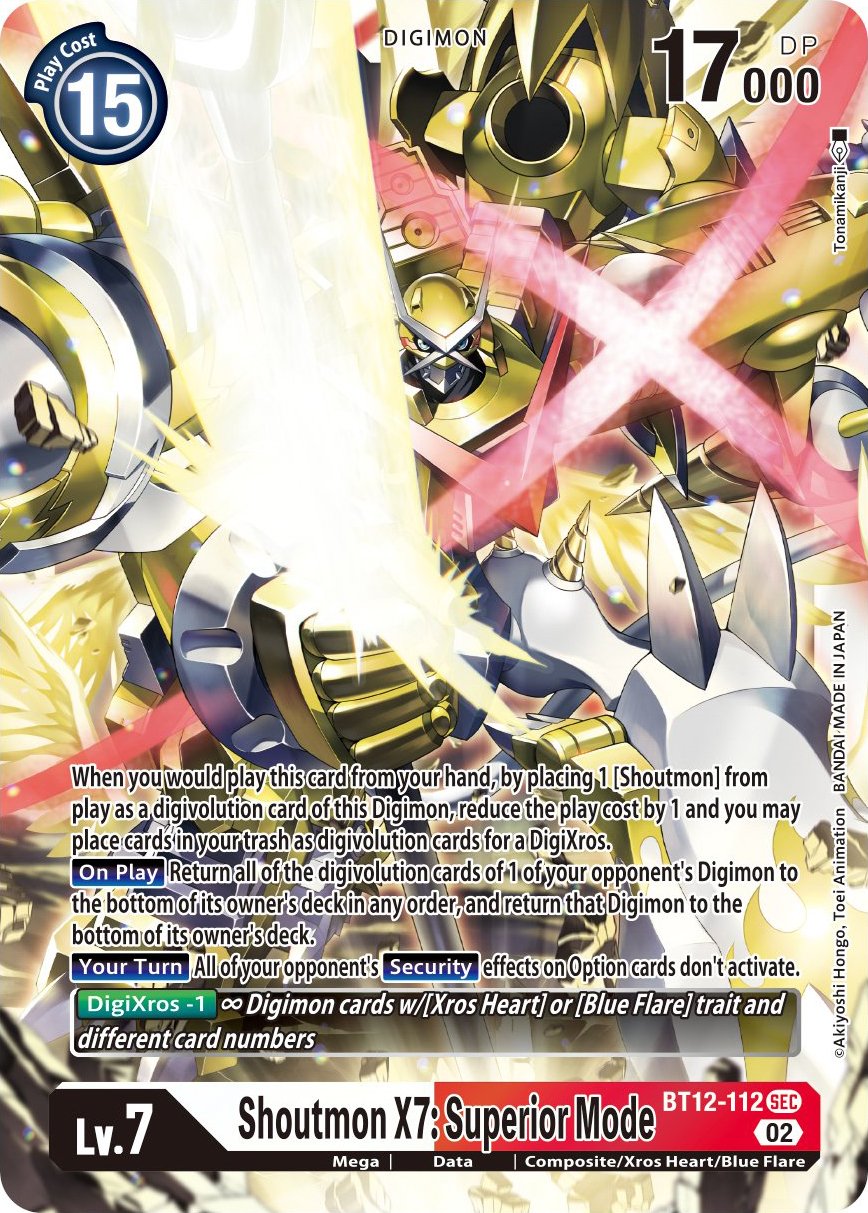 Play Cost
15
DIGIMON
17000 DP
Tonamikanji
When you would play this card from your hand, by placing 1 [Shoutmon] from
play as a digivolution card of this Digimon, reduce the play cost by 1 and you may
place cards in your trash as digivolution cards for a DigiXros.
On Play Return all of the digivolution cards of 1 of your opponent's Digimon to
the bottom of its owner's deck in any order, and return that Digimon to the
bottom of its owner's deck.
Your Turn All of your opponent's Security effects on Option cards don't activate.
DigiXros -1 ∞ Digimon cards w/[Xros Heart] or [Blue Flare] trait and
different card numbers
©Akiyoshi Hongo, Toei Animation BANDAI MADE IN JAPAN
Lv.7
Shoutmon X7: Superior Mode
BT12-112 SEC
02
Mega | Data | Composite/Xros Heart/Blue Flare